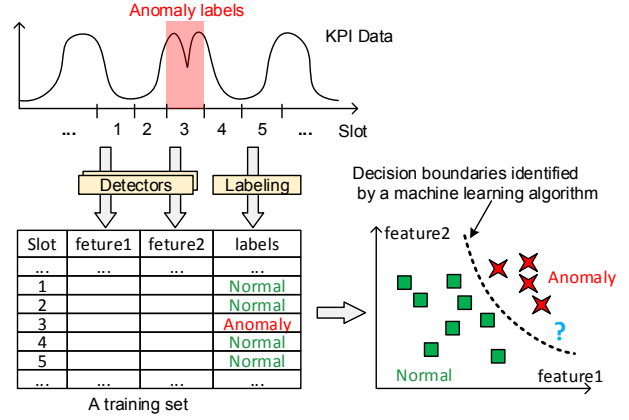 Anomaly labels
KPI Data
... 1 2 3 4 5 ... Slot
Detectors
Labeling
Slot feture1 feture2 labels
... ... ... ...
1 Normal
2 Normal
3 Anomaly
4 Normal
5 Normal
... ... ... ...
A training set
Decision boundaries identified
by a machine learning algorithm
feature2
Anomaly
?
Normal
feature1